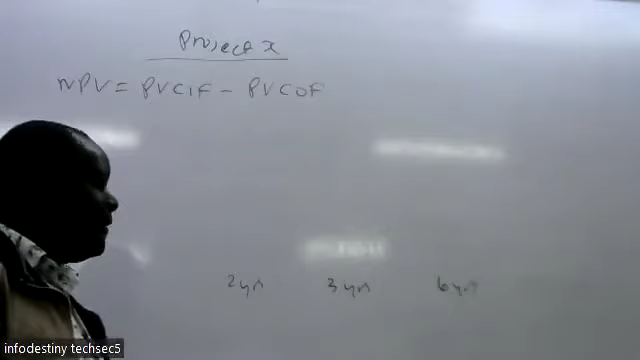 Project x
NPV = PVCIF - PVCOF
2yrs 3yrs 6yrs
infodestiny techsec5